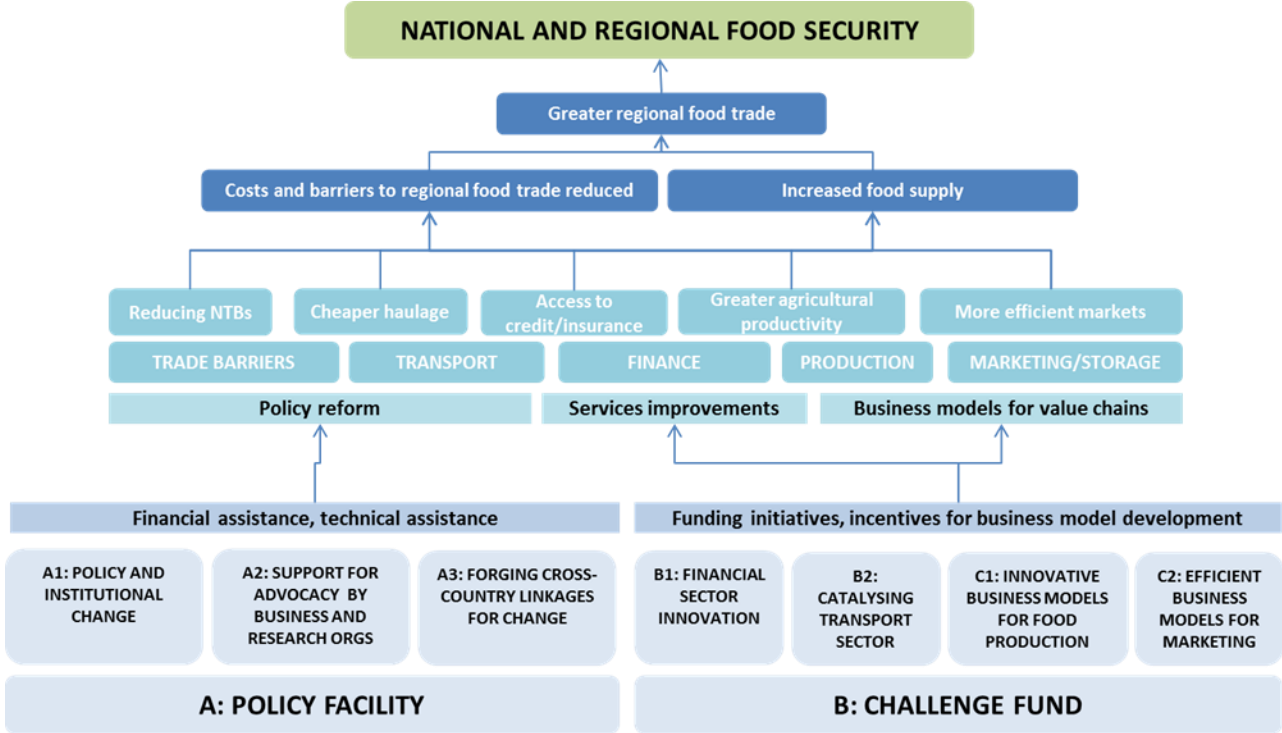 NATIONAL AND REGIONAL FOOD SECURITY
Greater regional food trade
Costs and barriers to regional food trade reduced
Increased food supply
Reducing NTBs
Cheaper haulage
Access to
credit/insurance
Greater agricultural
productivity
More efficient markets
TRADE BARRIERS
TRANSPORT
FINANCE
PRODUCTION
MARKETING/STORAGE
Policy reform
Services improvements
Business models for value chains
Financial assistance, technical assistance
Funding initiatives, incentives for business model development
A1: POLICY AND
INSTITUTIONAL
CHANGE
A2: SUPPORT FOR
ADVOCACY BY
BUSINESS AND
RESEARCH ORGS
A3: FORGING CROSS-
COUNTRY LINKAGES
FOR CHANGE
B1: FINANCIAL
SECTOR
INNOVATION
B2:
CATALYSING
TRANSPORT
SECTOR
C1: INNOVATIVE
BUSINESS MODELS
FOR FOOD
PRODUCTION
C2: EFFICIENT
BUSINESS
MODELS FOR
MARKETING
A: POLICY FACILITY
B: CHALLENGE FUND